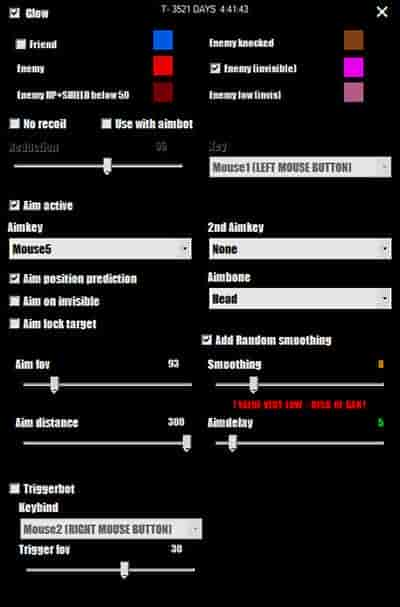 Glow
T- 3521 DAYS 4:41:43
Friend
Enemy knocked
Enemy
Enemy (invisible)
Enemy HP+SHIELD below 50
Enemy low (invis)
No recoil
Use with aimbot
Reduction
Key
Mouse1 (LEFT MOUSE BUTTON)
Aim active
Aimkey
2nd Aimkey
Mouse5
None
Aim position prediction
Aimbone
Aim on invisible
Head
Aim lock target
Add Random smoothing
Aim fov 93
Smoothing
VERY LOW
Aim distance 300
Aimdelay 5
Triggerbot
Keybind
Mouse2 (RIGHT MOUSE BUTTON)
Trigger fov 30